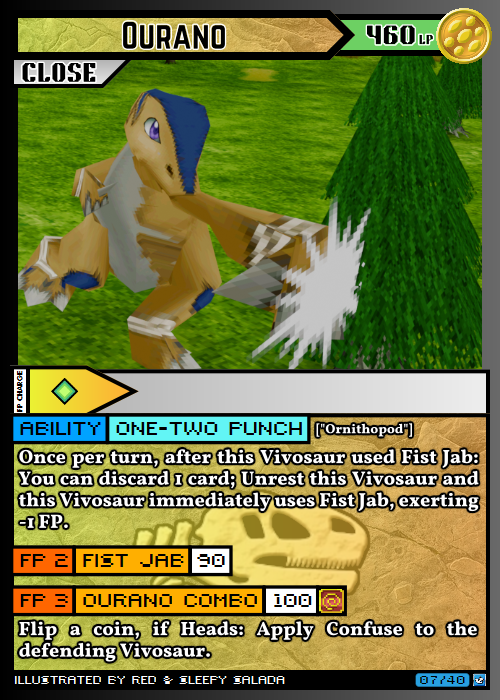 OURANO
460 LP
CLOSE
FP CHARGE
ABILITY ONE-TWO PUNCH ["Ornithopod"]
Once per turn, after this Vivosaur used Fist Jab:
You can discard 1 card; Unrest this Vivosaur and
this Vivosaur immediately uses Fist Jab, exerting
-1 FP.
FP 2 FIST JAB 90
FP 3 OURANO COMBO 100
Flip a coin, if Heads: Apply Confuse to the
defending Vivosaur.
ILLUSTRATED BY RED & SLEEPY SALADA
07/40